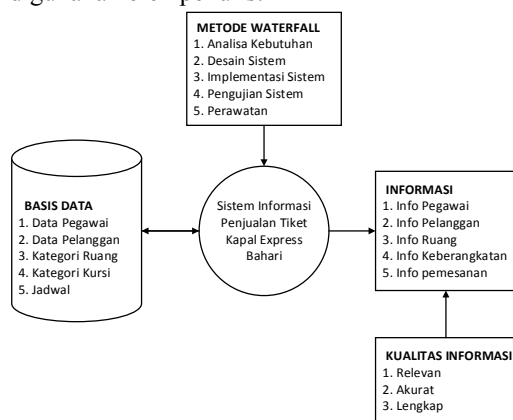 METODE WATERFALL
1. Analisa Kebutuhan
2. Desain Sistem
3. Implementasi Sistem
4. Pengujian Sistem
5. Perawatan
BASIS DATA
1. Data Pegawai
2. Data Pelanggan
3. Kategori Ruang
4. Kategori Kursi
5. Jadwal
Sistem Informasi
Penjualan Tiket
Kapal Express
Bahari
INFORMASI
1. Info Pegawai
2. Info Pelanggan
3. Info Ruang
4. Info Keberangkatan
5. Info pemesanan
KUALITAS INFORMASI
1. Relevan
2. Akurat
3. Lengkap